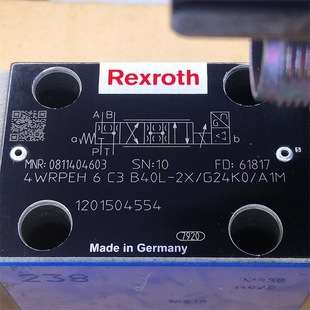 Rexroth
A B
a
b
P T
MNR: 0811404603 SN: 10 FD: 61817
4WRPEH 6 C3 B40L-2X/G24K0/A1M
1201504554
7920
Made in Germany
238